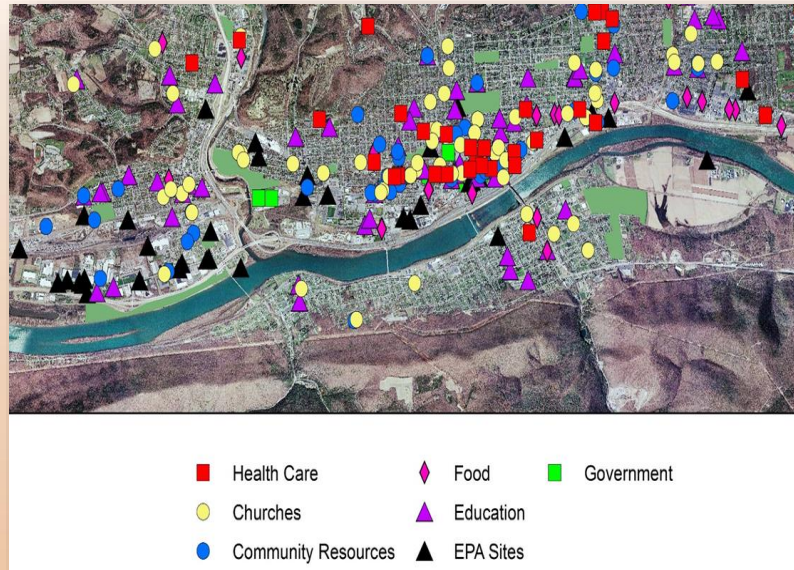 Health Care
Food
Government
Churches
Education
Community Resources
EPA Sites